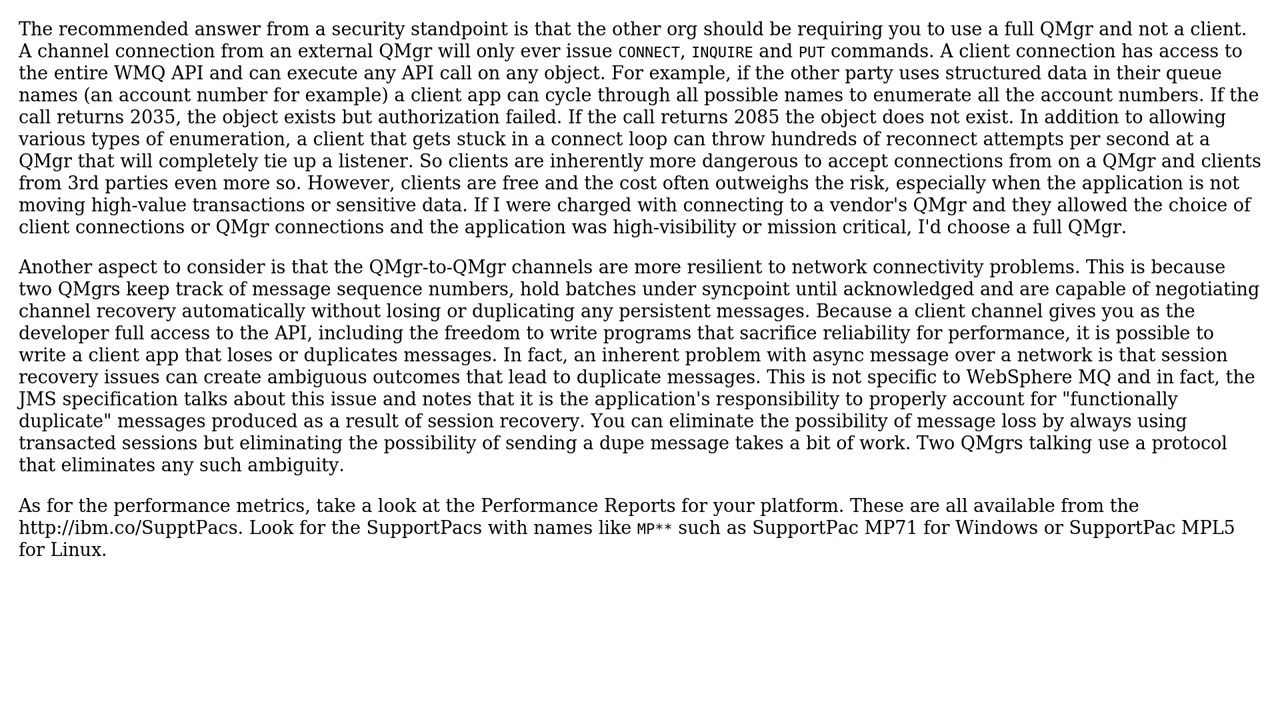 The recommended answer from a security standpoint is that the other org should be requiring you to use a full QMgr and not a client.
A channel connection from an external QMgr will only ever issue CONNECT, INQUIRE and PUT commands. A client connection has access to
the entire WMQ API and can execute any API call on any object. For example, if the other party uses structured data in their queue
names (an account number for example) a client app can cycle through all possible names to enumerate all the account numbers. If the
call returns 2035, the object exists but authorization failed. If the call returns 2085 the object does not exist. In addition to allowing
various types of enumeration, a client that gets stuck in a connect loop can throw hundreds of reconnect attempts per second at a
QMgr that will completely tie up a listener. So clients are inherently more dangerous to accept connections from on a QMgr and clients
from 3rd parties even more so. However, clients are free and the cost often outweighs the risk, especially when the application is not
moving high-value transactions or sensitive data. If I were charged with connecting to a vendor's QMgr and they allowed the choice of
client connections or QMgr connections and the application was high-visibility or mission critical, I'd choose a full QMgr.
Another aspect to consider is that the QMgr-to-QMgr channels are more resilient to network connectivity problems. This is because
two QMgrs keep track of message sequence numbers, hold batches under syncpoint until acknowledged and are capable of negotiating
channel recovery automatically without losing or duplicating any persistent messages. Because a client channel gives you as the
developer full access to the API, including the freedom to write programs that sacrifice reliability for performance, it is possible to
write a client app that loses or duplicates messages. In fact, an inherent problem with async message over a network is that session
recovery issues can create ambiguous outcomes that lead to duplicate messages. This is not specific to WebSphere MQ and in fact, the
JMS specification talks about this issue and notes that it is the application's responsibility to properly account for "functionally
duplicate" messages produced as a result of session recovery. You can eliminate the possibility of message loss by always using
transacted sessions but eliminating the possibility of sending a dupe message takes a bit of work. Two QMgrs talking use a protocol
that eliminates any such ambiguity.
As for the performance metrics, take a look at the Performance Reports for your platform. These are all available from the
http://ibm.co/SupptPacs. Look for the SupportPacs with names like MP** such as SupportPac MP71 for Windows or SupportPac MPL5
for Linux.